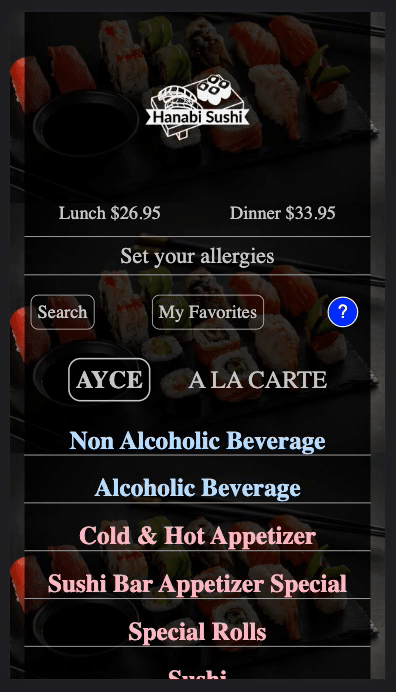 Hanabi Sushi
Lunch $26.95 Dinner $33.95
Set your allergies
Search My Favorites ?
AYCE A LA CARTE
Non Alcoholic Beverage
Alcoholic Beverage
Cold & Hot Appetizer
Sushi Bar Appetizer Special
Special Rolls
Sushi